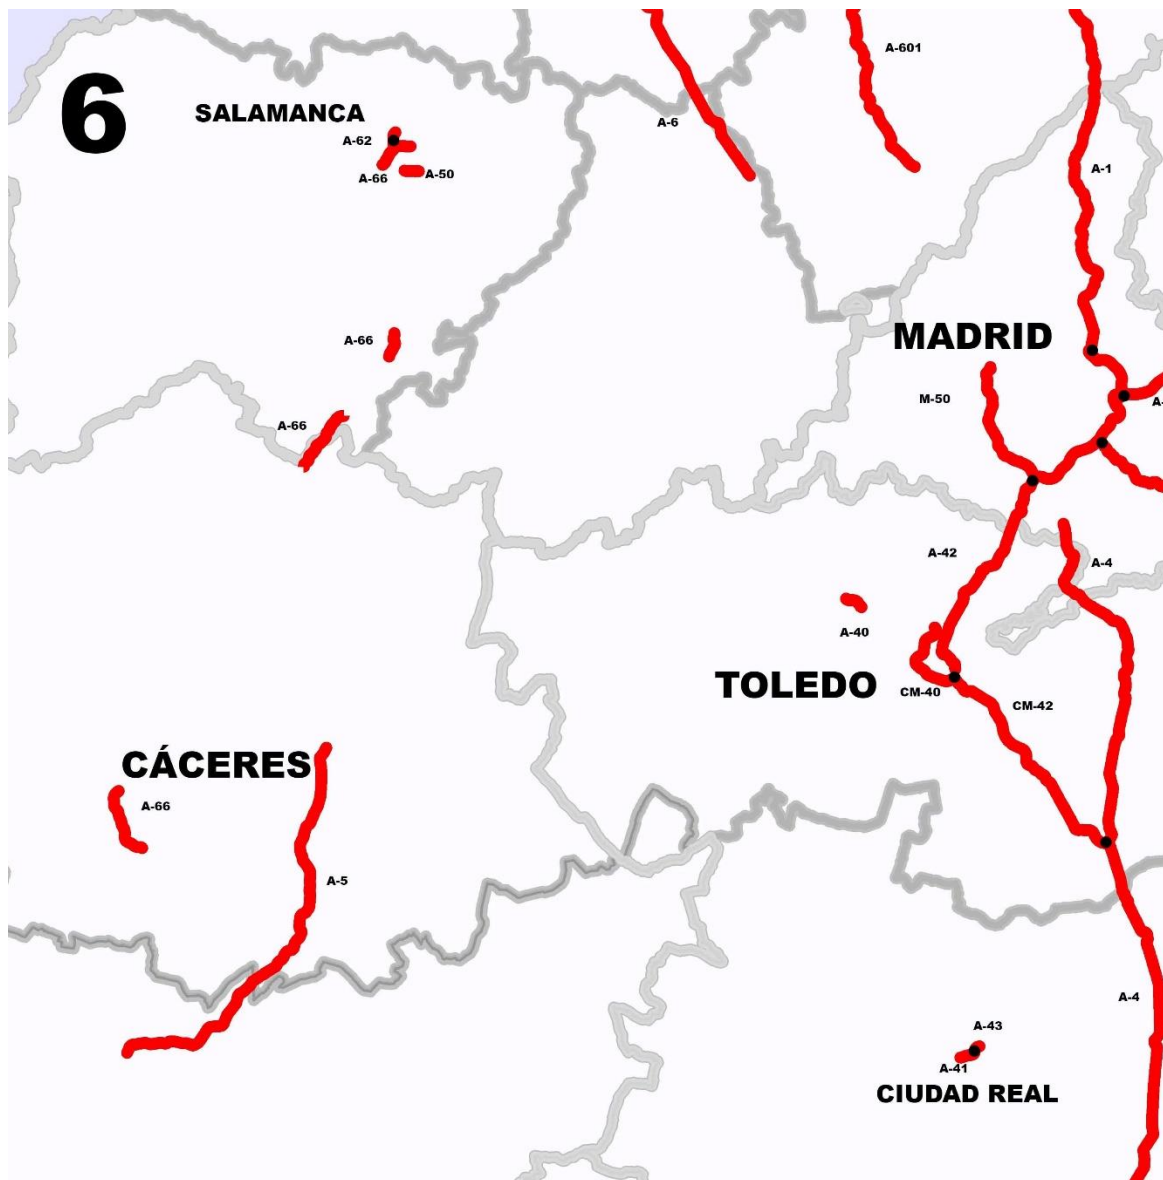 6
A-601
SALAMANCA
A-6
A-62
A-1
A-66
A-50
MADRID
A-66
M-50
A-
A-66
A-42
A-4
A-40
TOLEDO
CM-40
CM-42
CÁCERES
A-66
A-5
A-4
A-43
A-41
CIUDAD REAL